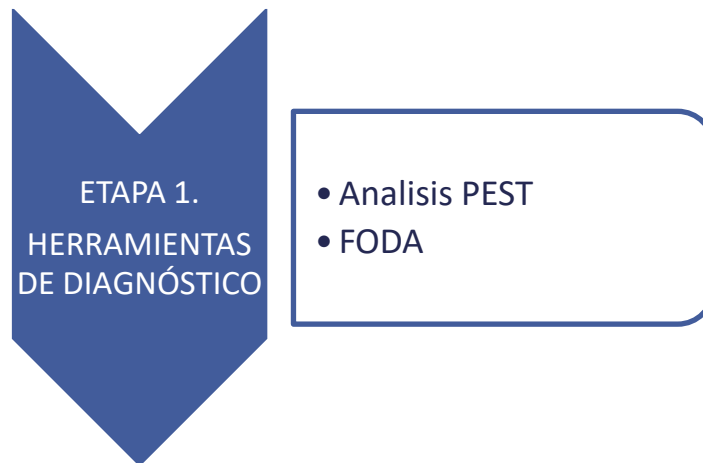 ETAPA 1.
HERRAMIENTAS
DE DIAGNÓSTICO
• Analisis PEST
• FODA